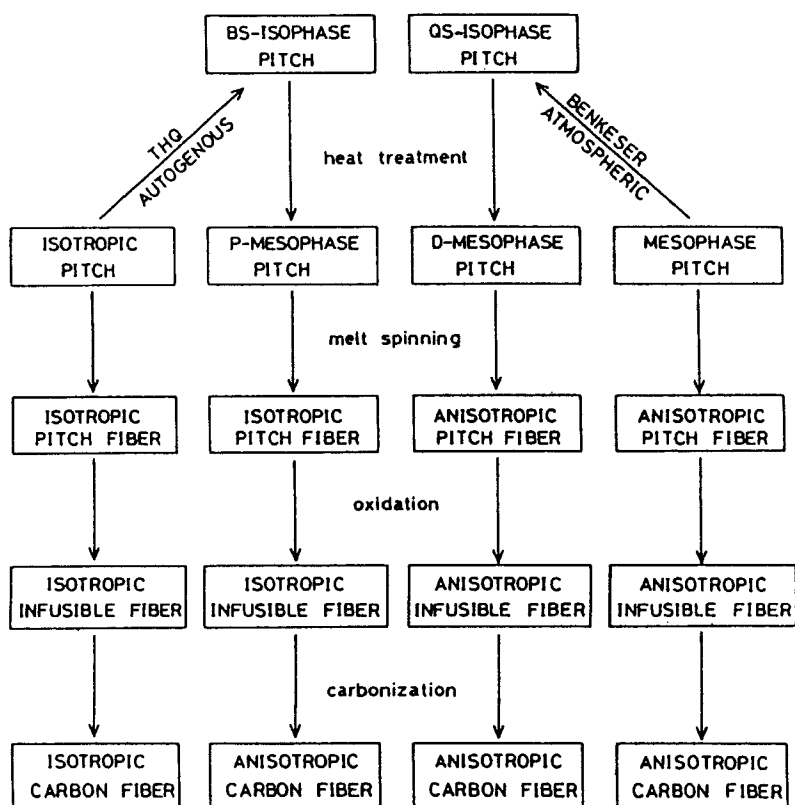 BS-ISOPHASE
PITCH
QS-ISOPHASE
PITCH
THQ
AUTOGENOUS
heat treatment
BENKESER
ATMOSPHERIC
ISOTROPIC
PITCH
P-MESOPHASE
PITCH
D-MESOPHASE
PITCH
MESOPHASE
PITCH
melt spinning
ISOTROPIC
PITCH FIBER
ISOTROPIC
PITCH FIBER
ANISOTROPIC
PITCH FIBER
ANISOTROPIC
PITCH FIBER
oxidation
ISOTROPIC
INFUSIBLE FIBER
ISOTROPIC
INFUSIBLE FIBER
ANISOTROPIC
INFUSIBLE FIBER
ANISOTROPIC
INFUSIBLE FIBER
carbonization
ISOTROPIC
CARBON FIBER
ANISOTROPIC
CARBON FIBER
ANISOTROPIC
CARBON FIBER
ANISOTROPIC
CARBON FIBER